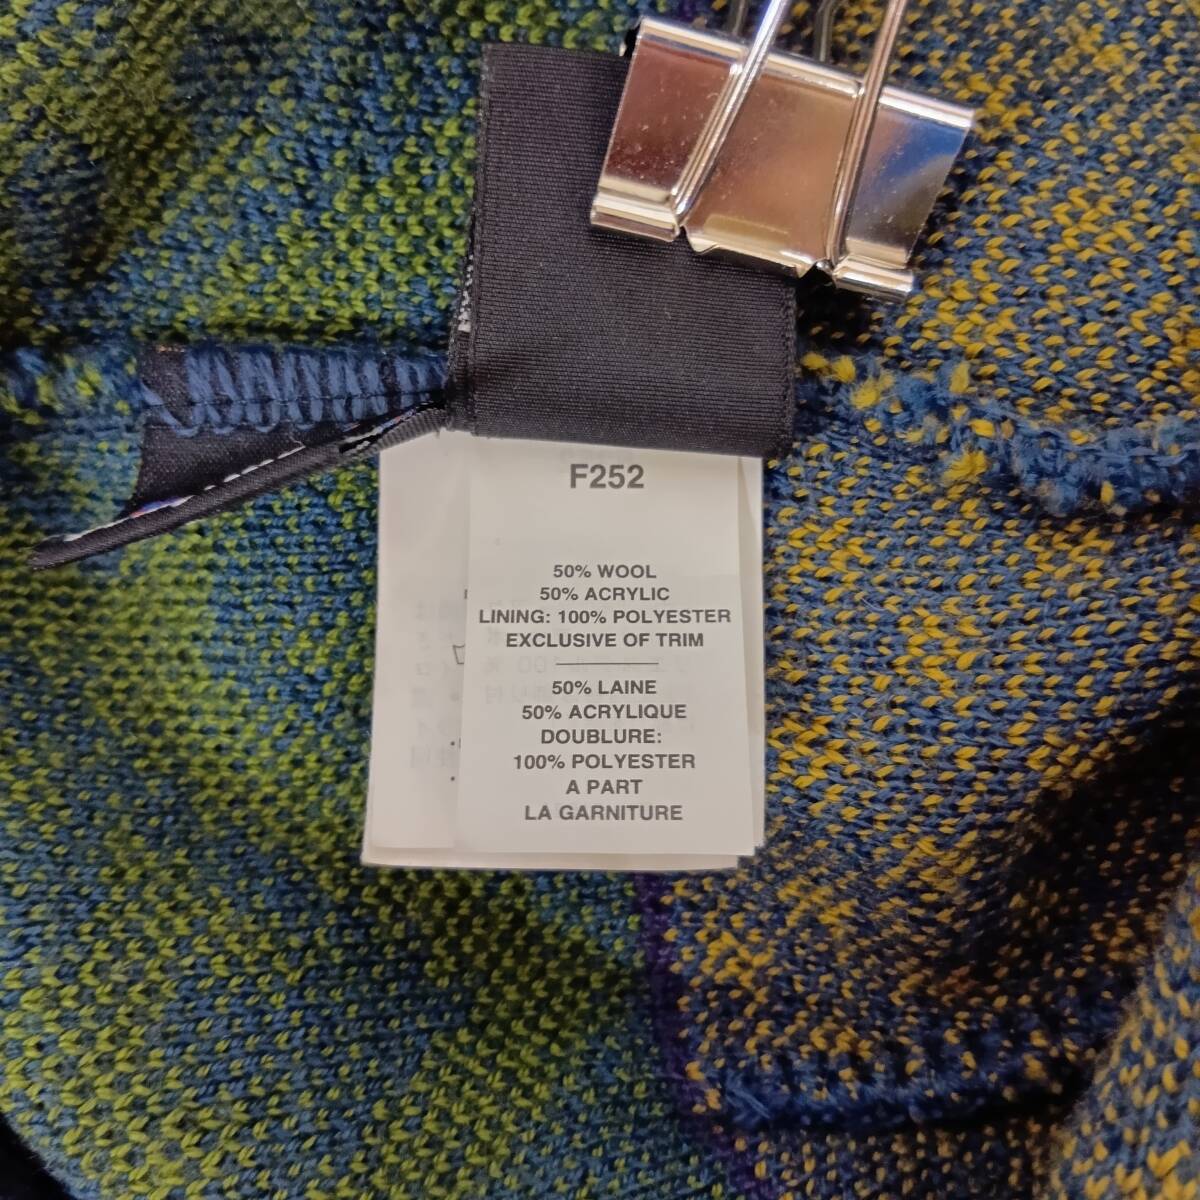 F252
50% WOOL
50% ACRYLIC
LINING: 100% POLYESTER
EXCLUSIVE OF TRIM
50% LAINE
50% ACRYLIQUE
DOUBLURE:
100% POLYESTER
A PART
LA GARNITURE